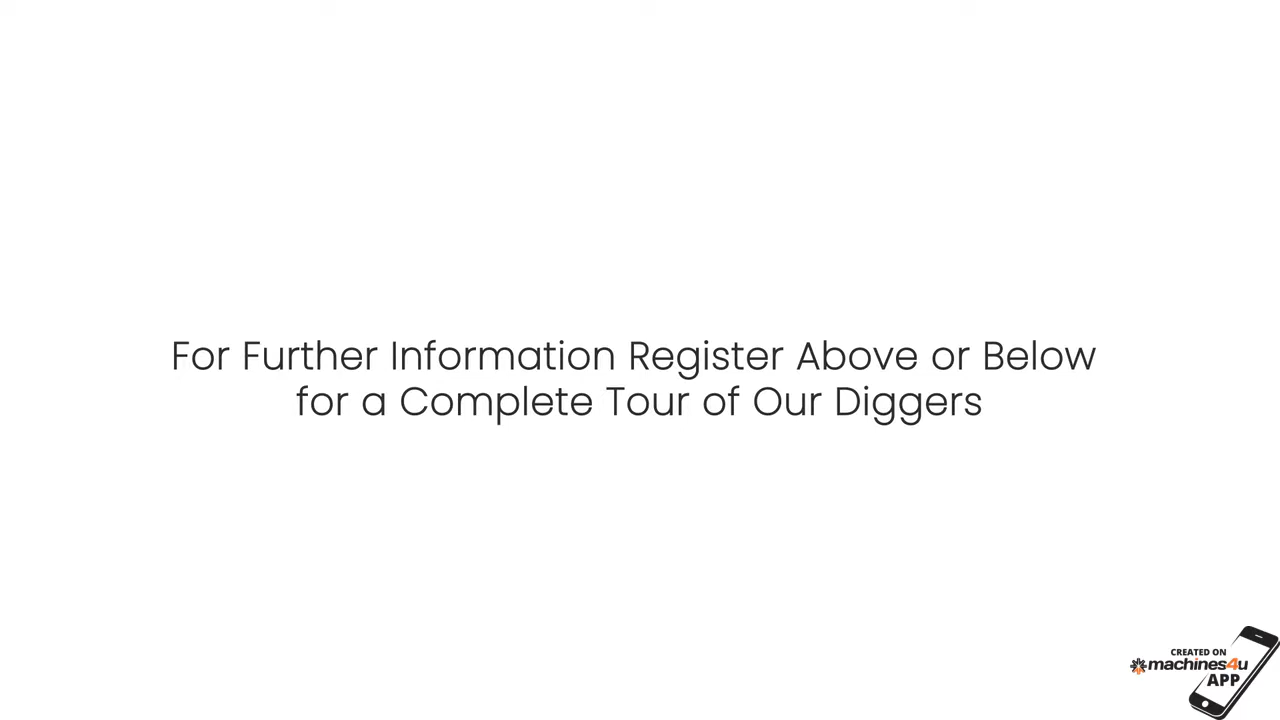 For Further Information Register Above or Below
for a Complete Tour of Our Diggers
CREATED ON
machines4u
APP